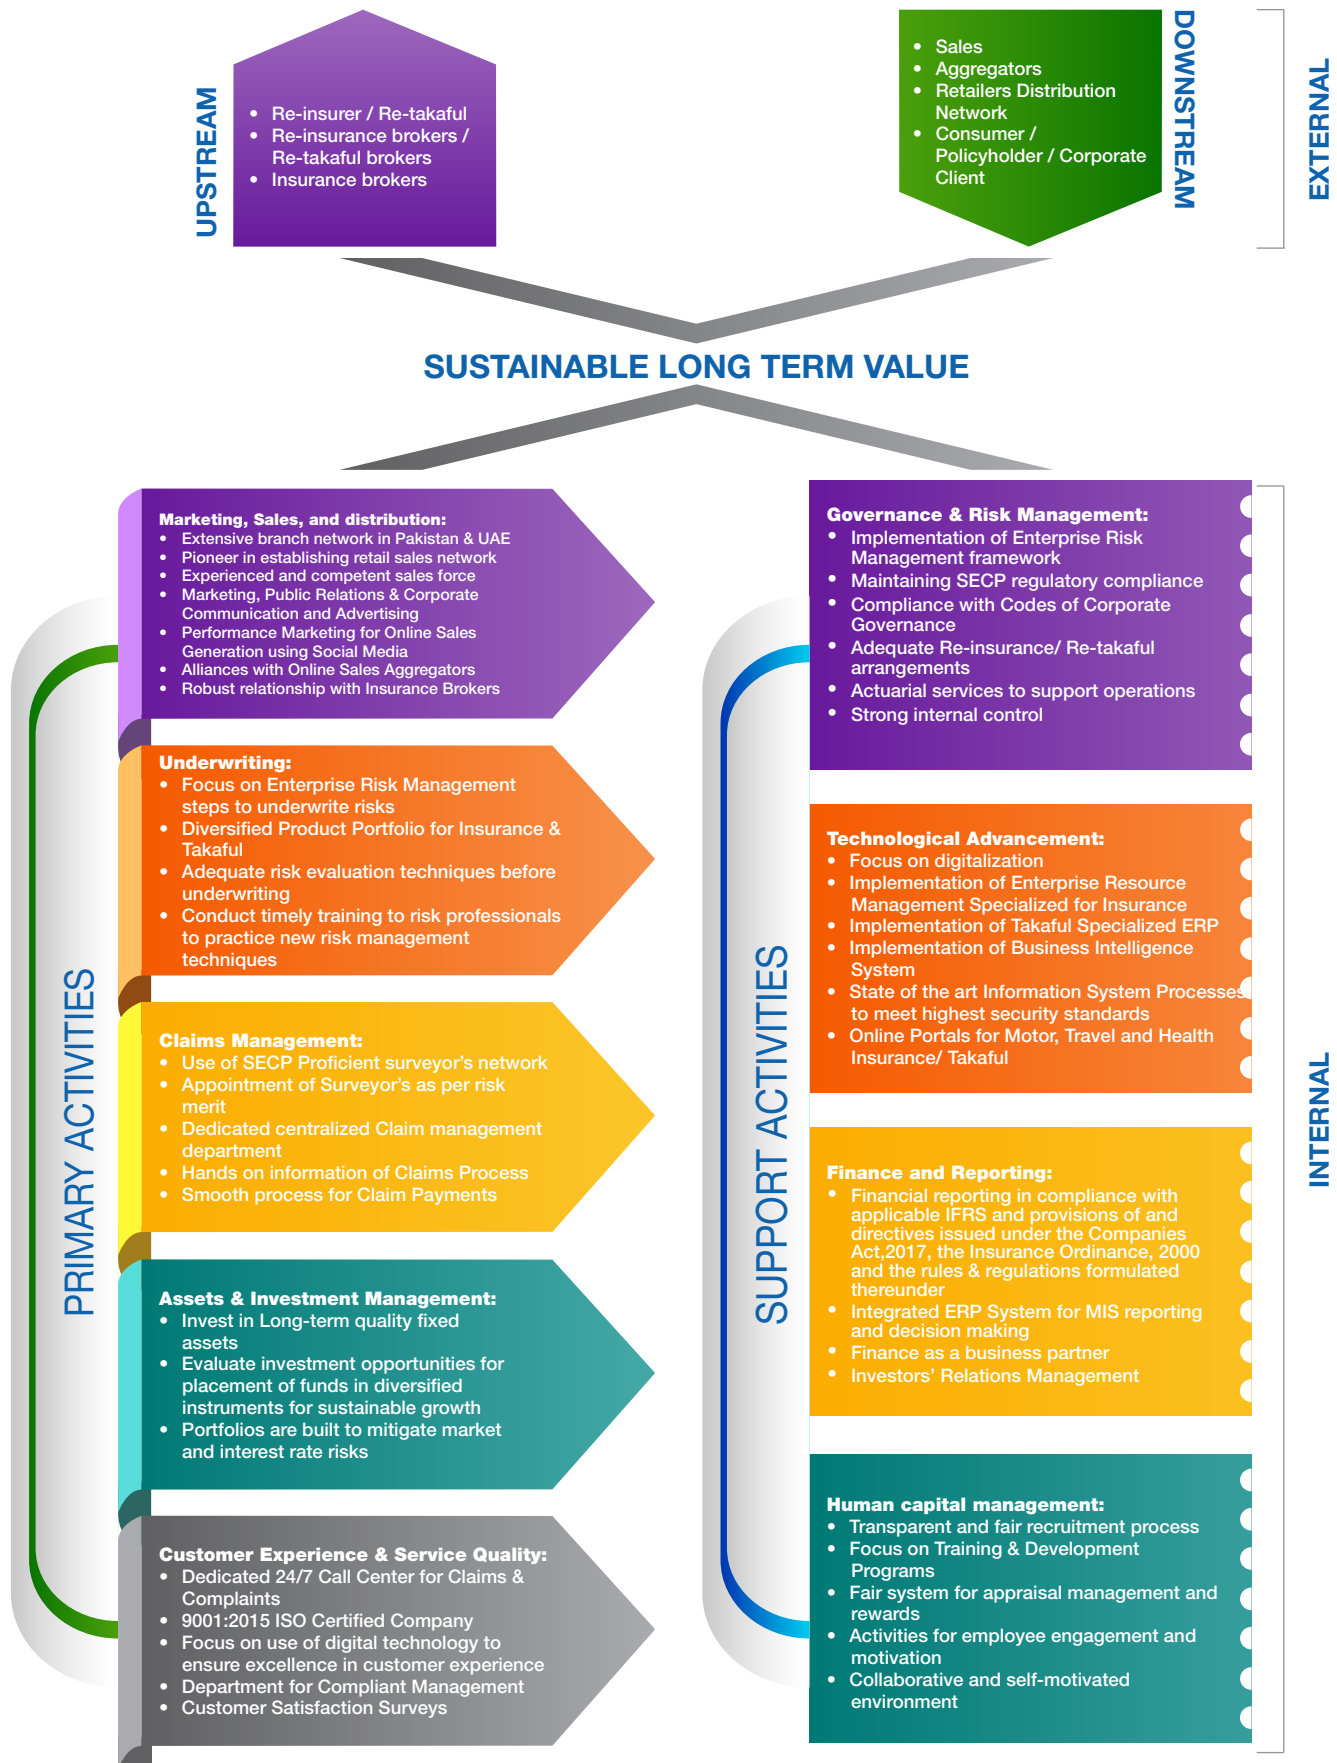 UPSTREAM
• Re-insurer / Re-takaful
• Re-insurance brokers /
Re-takaful brokers
• Insurance brokers
• Sales
• Aggregators
• Retailers Distribution
Network
• Consumer /
Policyholder / Corporate
Client
DOWNSTREAM
EXTERNAL
SUSTAINABLE LONG TERM VALUE
PRIMARY ACTIVITIES
Marketing, Sales, and distribution:
• Extensive branch network in Pakistan & UAE
• Pioneer in establishing retail sales network
• Experienced and competent sales force
• Marketing, Public Relations & Corporate
Communication and Advertising
• Performance Marketing for Online Sales
Generation using Social Media
• Alliances with Online Sales Aggregators
• Robust relationship with Insurance Brokers
Underwriting:
• Focus on Enterprise Risk Management
steps to underwrite risks
• Diversified Product Portfolio for Insurance &
Takaful
• Adequate risk evaluation techniques before
underwriting
• Conduct timely training to risk professionals
to practice new risk management
techniques
Claims Management:
• Use of SECP Proficient surveyor's network
• Appointment of Surveyor's as per risk
merit
• Dedicated centralized Claim management
department
• Hands on information of Claims Process
• Smooth process for Claim Payments
Assets & Investment Management:
• Invest in Long-term quality fixed
assets
• Evaluate investment opportunities for
placement of funds in diversified
instruments for sustainable growth
• Portfolios are built to mitigate market
and interest rate risks
Customer Experience & Service Quality:
• Dedicated 24/7 Call Center for Claims &
Complaints
• 9001:2015 ISO Certified Company
• Focus on use of digital technology to
ensure excellence in customer experience
• Department for Compliant Management
• Customer Satisfaction Surveys
SUPPORT ACTIVITIES
Governance & Risk Management:
• Implementation of Enterprise Risk
Management framework
• Maintaining SECP regulatory compliance
• Compliance with Codes of Corporate
Governance
• Adequate Re-insurance/ Re-takaful
arrangements
• Actuarial services to support operations
• Strong internal control
Technological Advancement:
• Focus on digitalization
• Implementation of Enterprise Resource
Management Specialized for Insurance
• Implementation of Takaful Specialized ERP
• Implementation of Business Intelligence
System
• State of the art Information System Processes
to meet highest security standards
• Online Portals for Motor, Travel and Health
Insurance/ Takaful
Finance and Reporting:
• Financial reporting in compliance with
applicable IFRS and provisions of and
directives issued under the Companies
Act,2017, the Insurance Ordinance, 2000
and the rules & regulations formulated
thereunder
• Integrated ERP System for MIS reporting
and decision making
• Finance as a business partner
• Investors' Relations Management
Human capital management:
• Transparent and fair recruitment process
• Focus on Training & Development
Programs
• Fair system for appraisal management and
rewards
• Activities for employee engagement and
motivation
• Collaborative and self-motivated
environment
INTERNAL